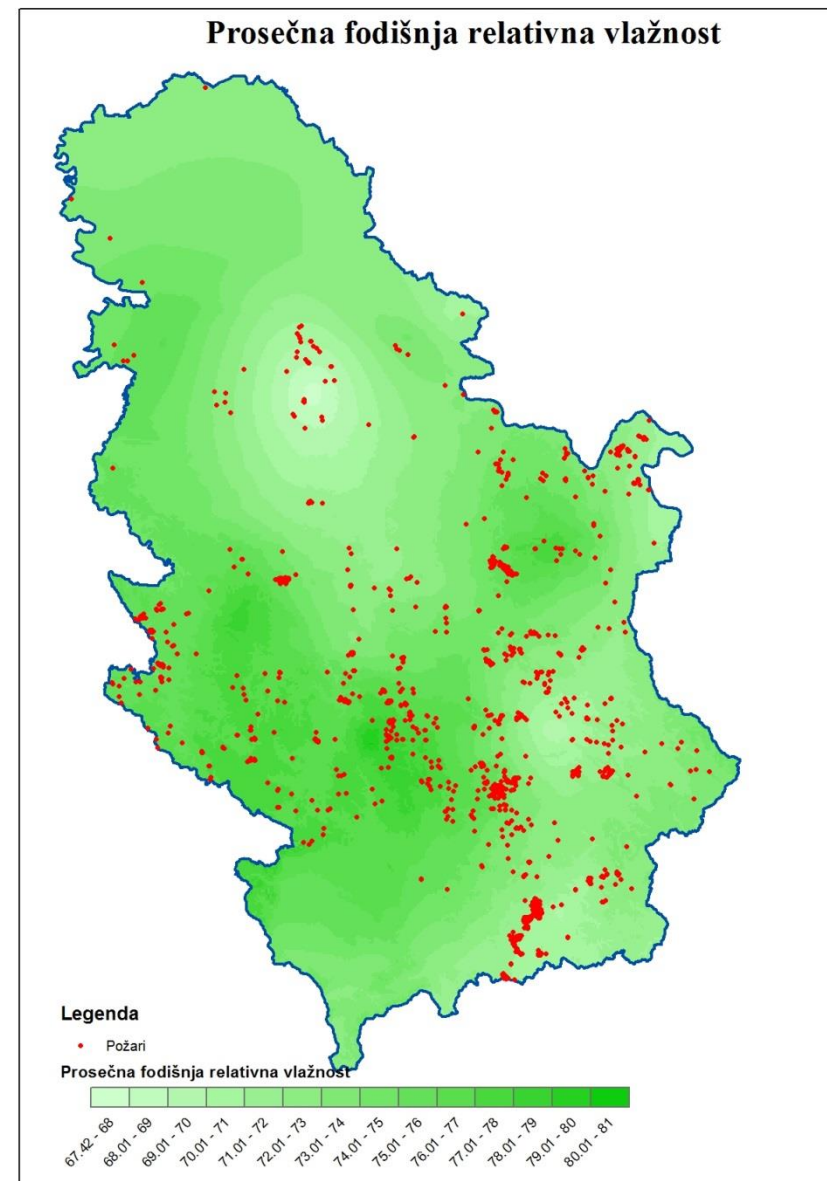 Prosečna fodišnja relativna vlažnost
Legenda
Požari
Prosečna fodišnja relativna vlažnost
67.42 - 68
68.01 - 69
69.01 - 70
70.01 - 71
71.01 - 72
72.01 - 73
73.01 - 74
74.01 - 75
75.01 - 76
76.01 - 77
77.01 - 78
78.01 - 79
79.01 - 80
80.01 - 81